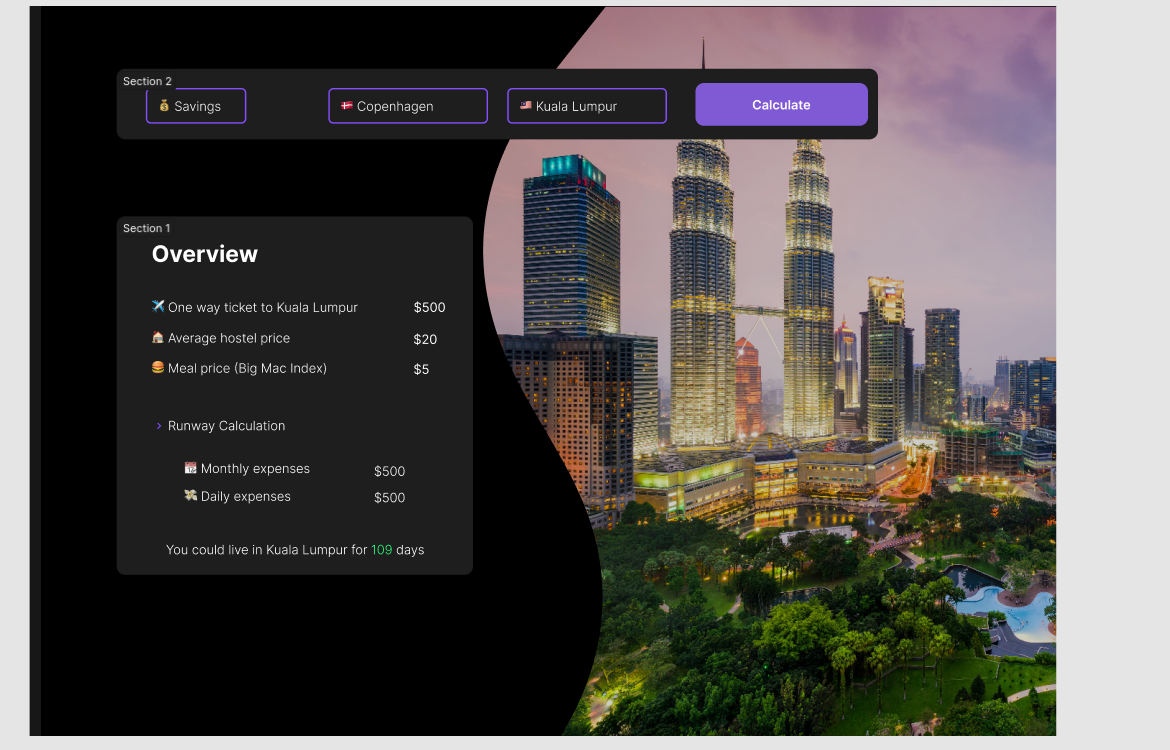 Section 2
💰 Savings
🇩🇰 Copenhagen
🇲🇾 Kuala Lumpur
Calculate
Section 1
Overview
✈️ One way ticket to Kuala Lumpur $500
🏠 Average hostel price $20
🍔 Meal price (Big Mac Index) $5
> Runway Calculation
📆 Monthly expenses $500
💸 Daily expenses $500
You could live in Kuala Lumpur for 109 days